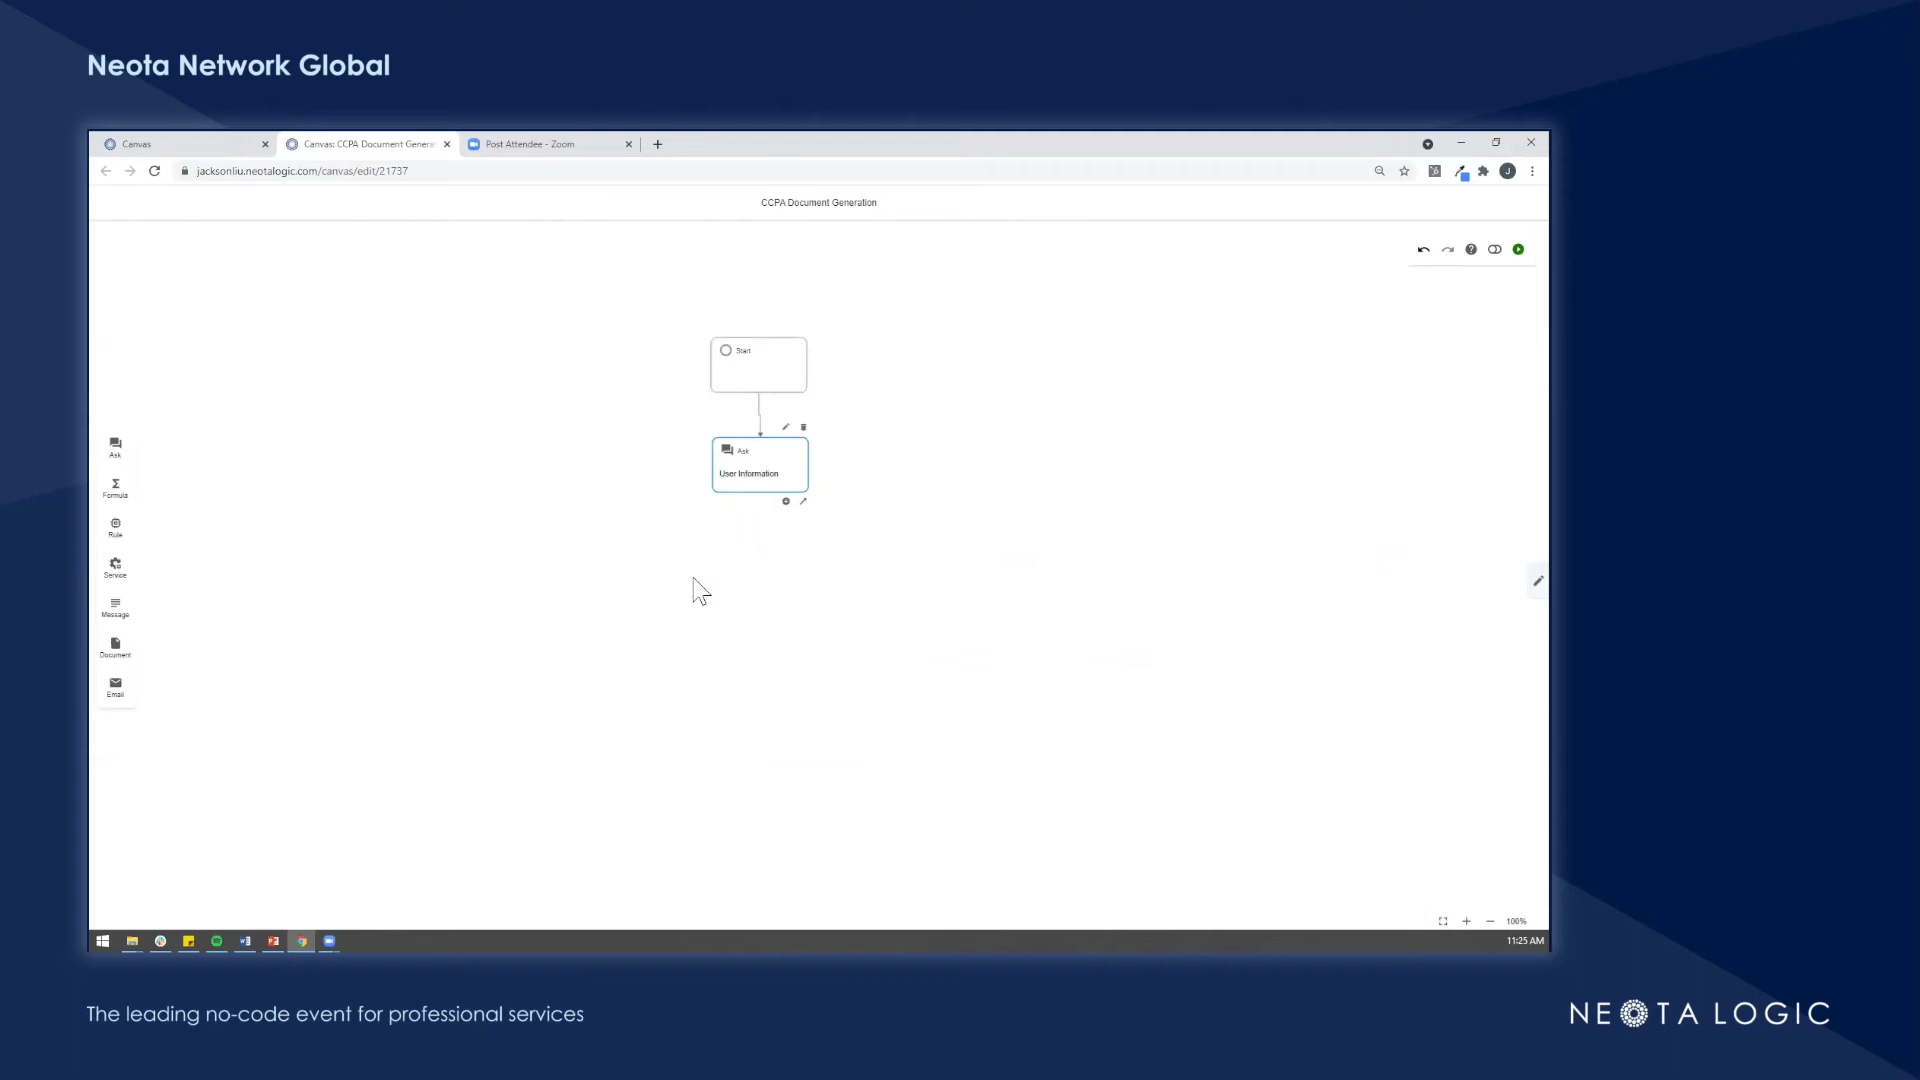 Neota Network Global
Canvas
Canvas: CCPA Document Genera
Post Attendee - Zoom
jacksonliu.neotalogic.com/canvas/edit/21737
J
CCPA Document Generation
Start
Ask
User Information
Ask
Formula
Rule
Service
Message
Document
Email
100%
11:25 AM
The leading no-code event for professional services
NEOTA LOGIC